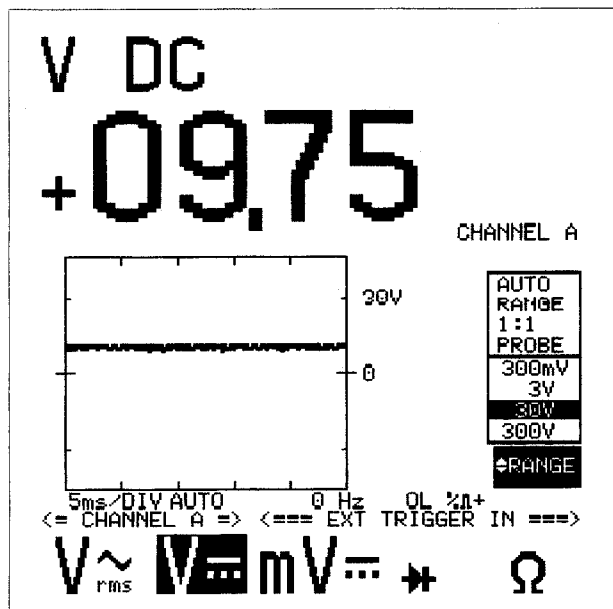 V DC
+09.75
CHANNEL A
30V
0
AUTO
RANGE
1:1
PROBE
300mV
3V
30V
300V
RANGE
5ms/DIV AUTO 0 Hz OL %⎍+
<= CHANNEL A => <=== EXT TRIGGER IN ===>
V~ rms V⎓ mV⎓ Ω